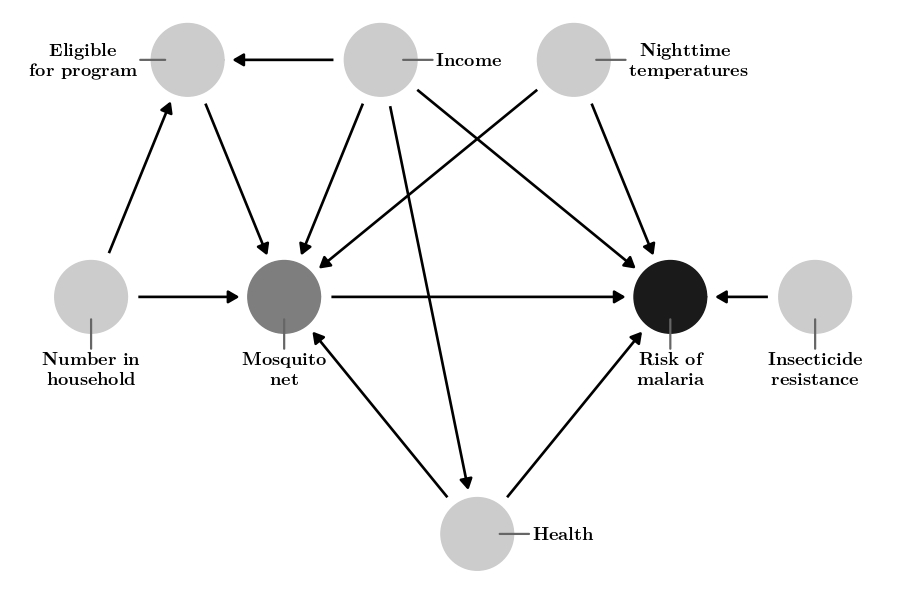 Eligible
for program
Income
Nighttime
temperatures
Number in
household
Mosquito
net
Risk of
malaria
Insecticide
resistance
Health